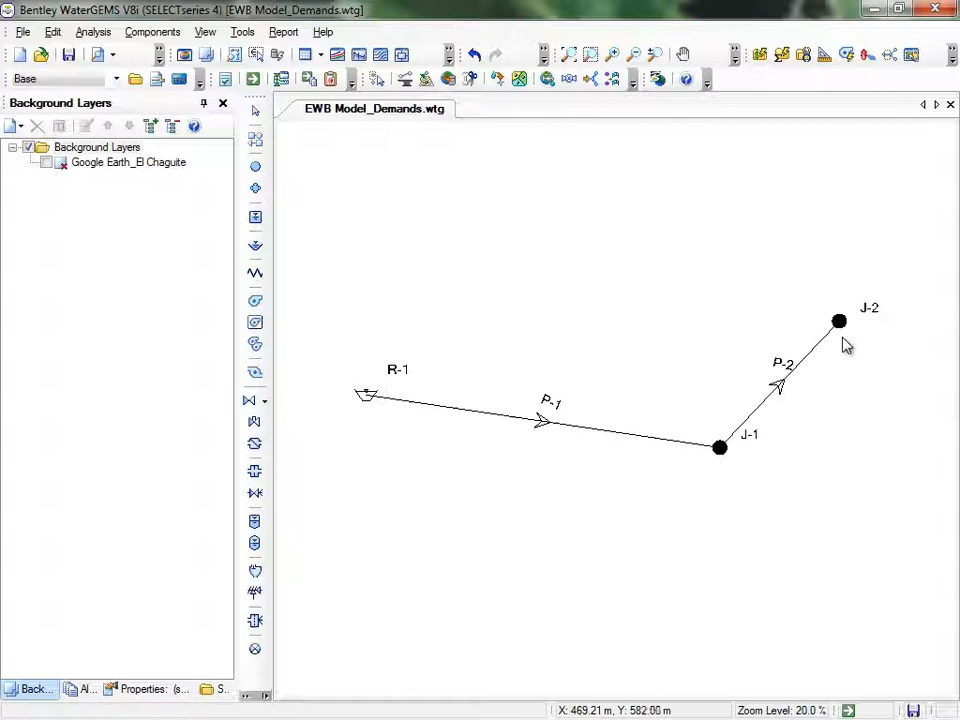 Bentley WaterGEMS V8i (SELECTseries 4) [EWB Model_Demands.wtg]
File Edit Analysis Components View Tools Report Help
Base
Background Layers
EWB Model_Demands.wtg
Background Layers
Google Earth_El Chaguite
J-2
P-2
R-1
P-1
J-1
Back... Al... Properties: (s... S..
X: 469.21 m, Y: 582.00 m Zoom Level: 20.0 %